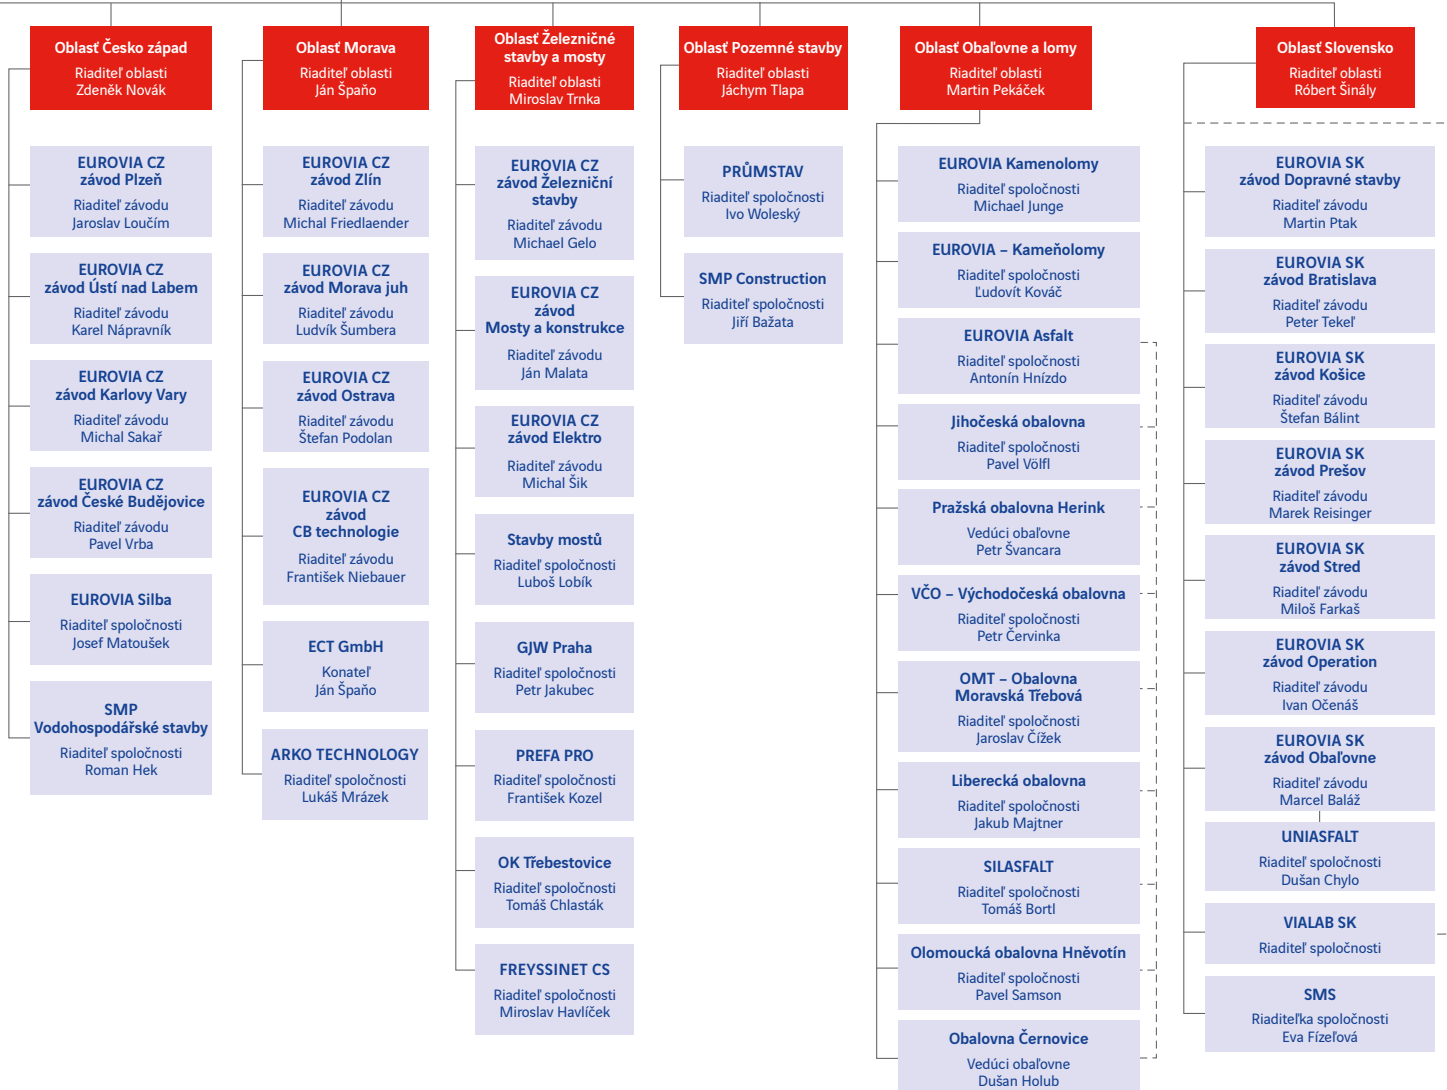 Oblasť Česko západ
Riaditeľ oblasti
Zdeněk Novák
EUROVIA CZ
závod Plzeň
Riaditeľ závodu
Jaroslav Loučím
EUROVIA CZ
závod Ústí nad Labem
Riaditeľ závodu
Karel Nápravník
EUROVIA CZ
závod Karlovy Vary
Riaditeľ závodu
Michal Sakař
EUROVIA CZ
závod České Budějovice
Riaditeľ závodu
Pavel Vrba
EUROVIA Silba
Riaditeľ spoločnosti
Josef Matoušek
SMP
Vodohospodářské stavby
Riaditeľ spoločnosti
Roman Hek
Oblasť Morava
Riaditeľ oblasti
Ján Špaňo
EUROVIA CZ
závod Zlín
Riaditeľ závodu
Michal Friedlaender
EUROVIA CZ
závod Morava juh
Riaditeľ závodu
Ludvík Šumbera
EUROVIA CZ
závod Ostrava
Riaditeľ závodu
Štefan Podolan
EUROVIA CZ
závod
CB technologie
Riaditeľ závodu
František Niebauer
ECT GmbH
Konateľ
Ján Špaňo
ARKO TECHNOLOGY
Riaditeľ spoločnosti
Lukáš Mrázek
Oblasť Železničné
stavby a mosty
Riaditeľ oblasti
Miroslav Trnka
EUROVIA CZ
závod Železniční
stavby
Riaditeľ závodu
Michael Gelo
EUROVIA CZ
závod
Mosty a konstrukce
Riaditeľ závodu
Ján Malata
EUROVIA CZ
závod Elektro
Riaditeľ závodu
Michal Šik
Stavby mostů
Riaditeľ spoločnosti
Luboš Lobík
GJW Praha
Riaditeľ spoločnosti
Petr Jakubec
PREFA PRO
Riaditeľ spoločnosti
František Kozel
OK Třebestovice
Riaditeľ spoločnosti
Tomáš Chlasták
FREYSSINET CS
Riaditeľ spoločnosti
Miroslav Havlíček
Oblasť Pozemné stavby
Riaditeľ oblasti
Jáchym Tlapa
PRŮMSTAV
Riaditeľ spoločnosti
Ivo Woleský
SMP Construction
Riaditeľ spoločnosti
Jiří Bažata
Oblasť Obaľovne a lomy
Riaditeľ oblasti
Martin Pekáček
EUROVIA Kamenolomy
Riaditeľ spoločnosti
Michael Junge
EUROVIA – Kameňolomy
Riaditeľ spoločnosti
Ľudovít Kováč
EUROVIA Asfalt
Riaditeľ spoločnosti
Antonín Hnízdo
Jihočeská obalovna
Riaditeľ spoločnosti
Pavel Völfl
Pražská obalovna Herink
Vedúci obaľovne
Petr Švancara
VČO – Východočeská obalovna
Riaditeľ spoločnosti
Petr Červinka
OMT – Obalovna
Moravská Třebová
Riaditeľ spoločnosti
Jaroslav Čížek
Liberecká obalovna
Riaditeľ spoločnosti
Jakub Majtner
SILASFALT
Riaditeľ spoločnosti
Tomáš Bortl
Olomoucká obalovna Hněvotín
Riaditeľ spoločnosti
Pavel Samson
Obalovna Černovice
Vedúci obaľovne
Dušan Holub
Oblasť Slovensko
Riaditeľ oblasti
Róbert Šinály
EUROVIA SK
závod Dopravné stavby
Riaditeľ závodu
Martin Ptak
EUROVIA SK
závod Bratislava
Riaditeľ závodu
Peter Tekeľ
EUROVIA SK
závod Košice
Riaditeľ závodu
Štefan Bálint
EUROVIA SK
závod Prešov
Riaditeľ závodu
Marek Reisinger
EUROVIA SK
závod Stred
Riaditeľ závodu
Miloš Farkaš
EUROVIA SK
závod Operation
Riaditeľ závodu
Ivan Očenáš
EUROVIA SK
závod Obaľovne
Riaditeľ závodu
Marcel Baláž
UNIASFALT
Riaditeľ spoločnosti
Dušan Chylo
VIALAB SK
Riaditeľ spoločnosti
SMS
Riaditeľka spoločnosti
Eva Fízeľová